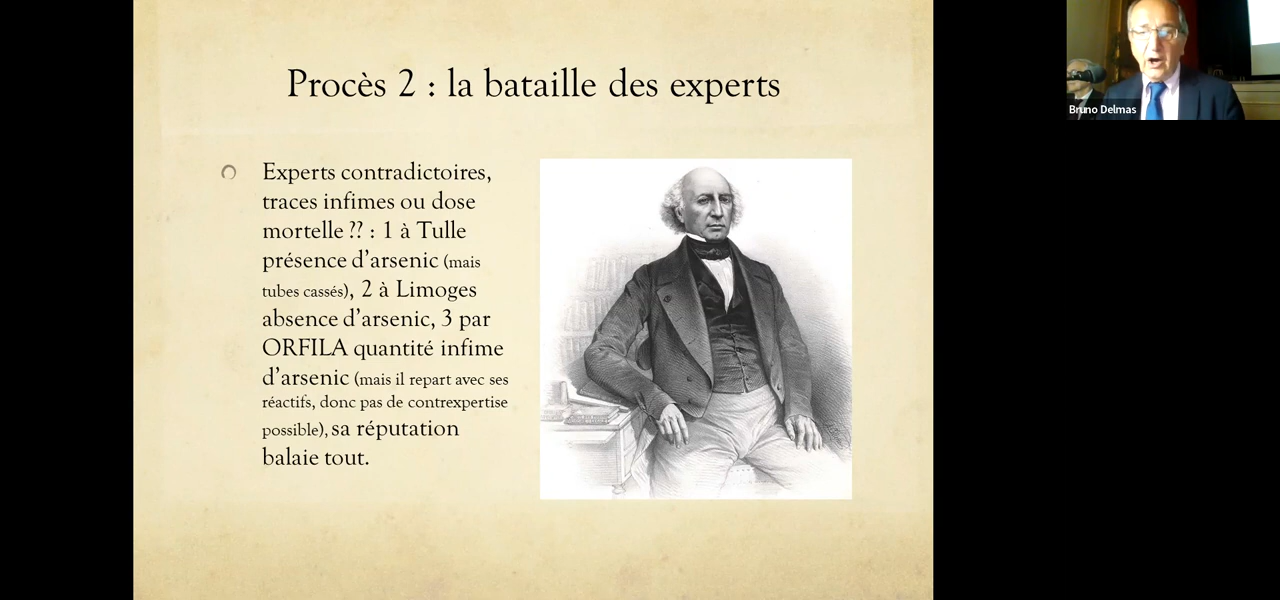 Procès 2 : la bataille des experts
Experts contradictoires,
traces infimes ou dose
mortelle ?? : 1 à Tulle
présence d'arsenic (mais
tubes cassés), 2 à Limoges
absence d'arsenic, 3 par
ORFILA quantité infime
d'arsenic (mais il repart avec ses
réactifs, donc pas de contrexpertise
possible), sa réputation
balaie tout.
Bruno Delmas